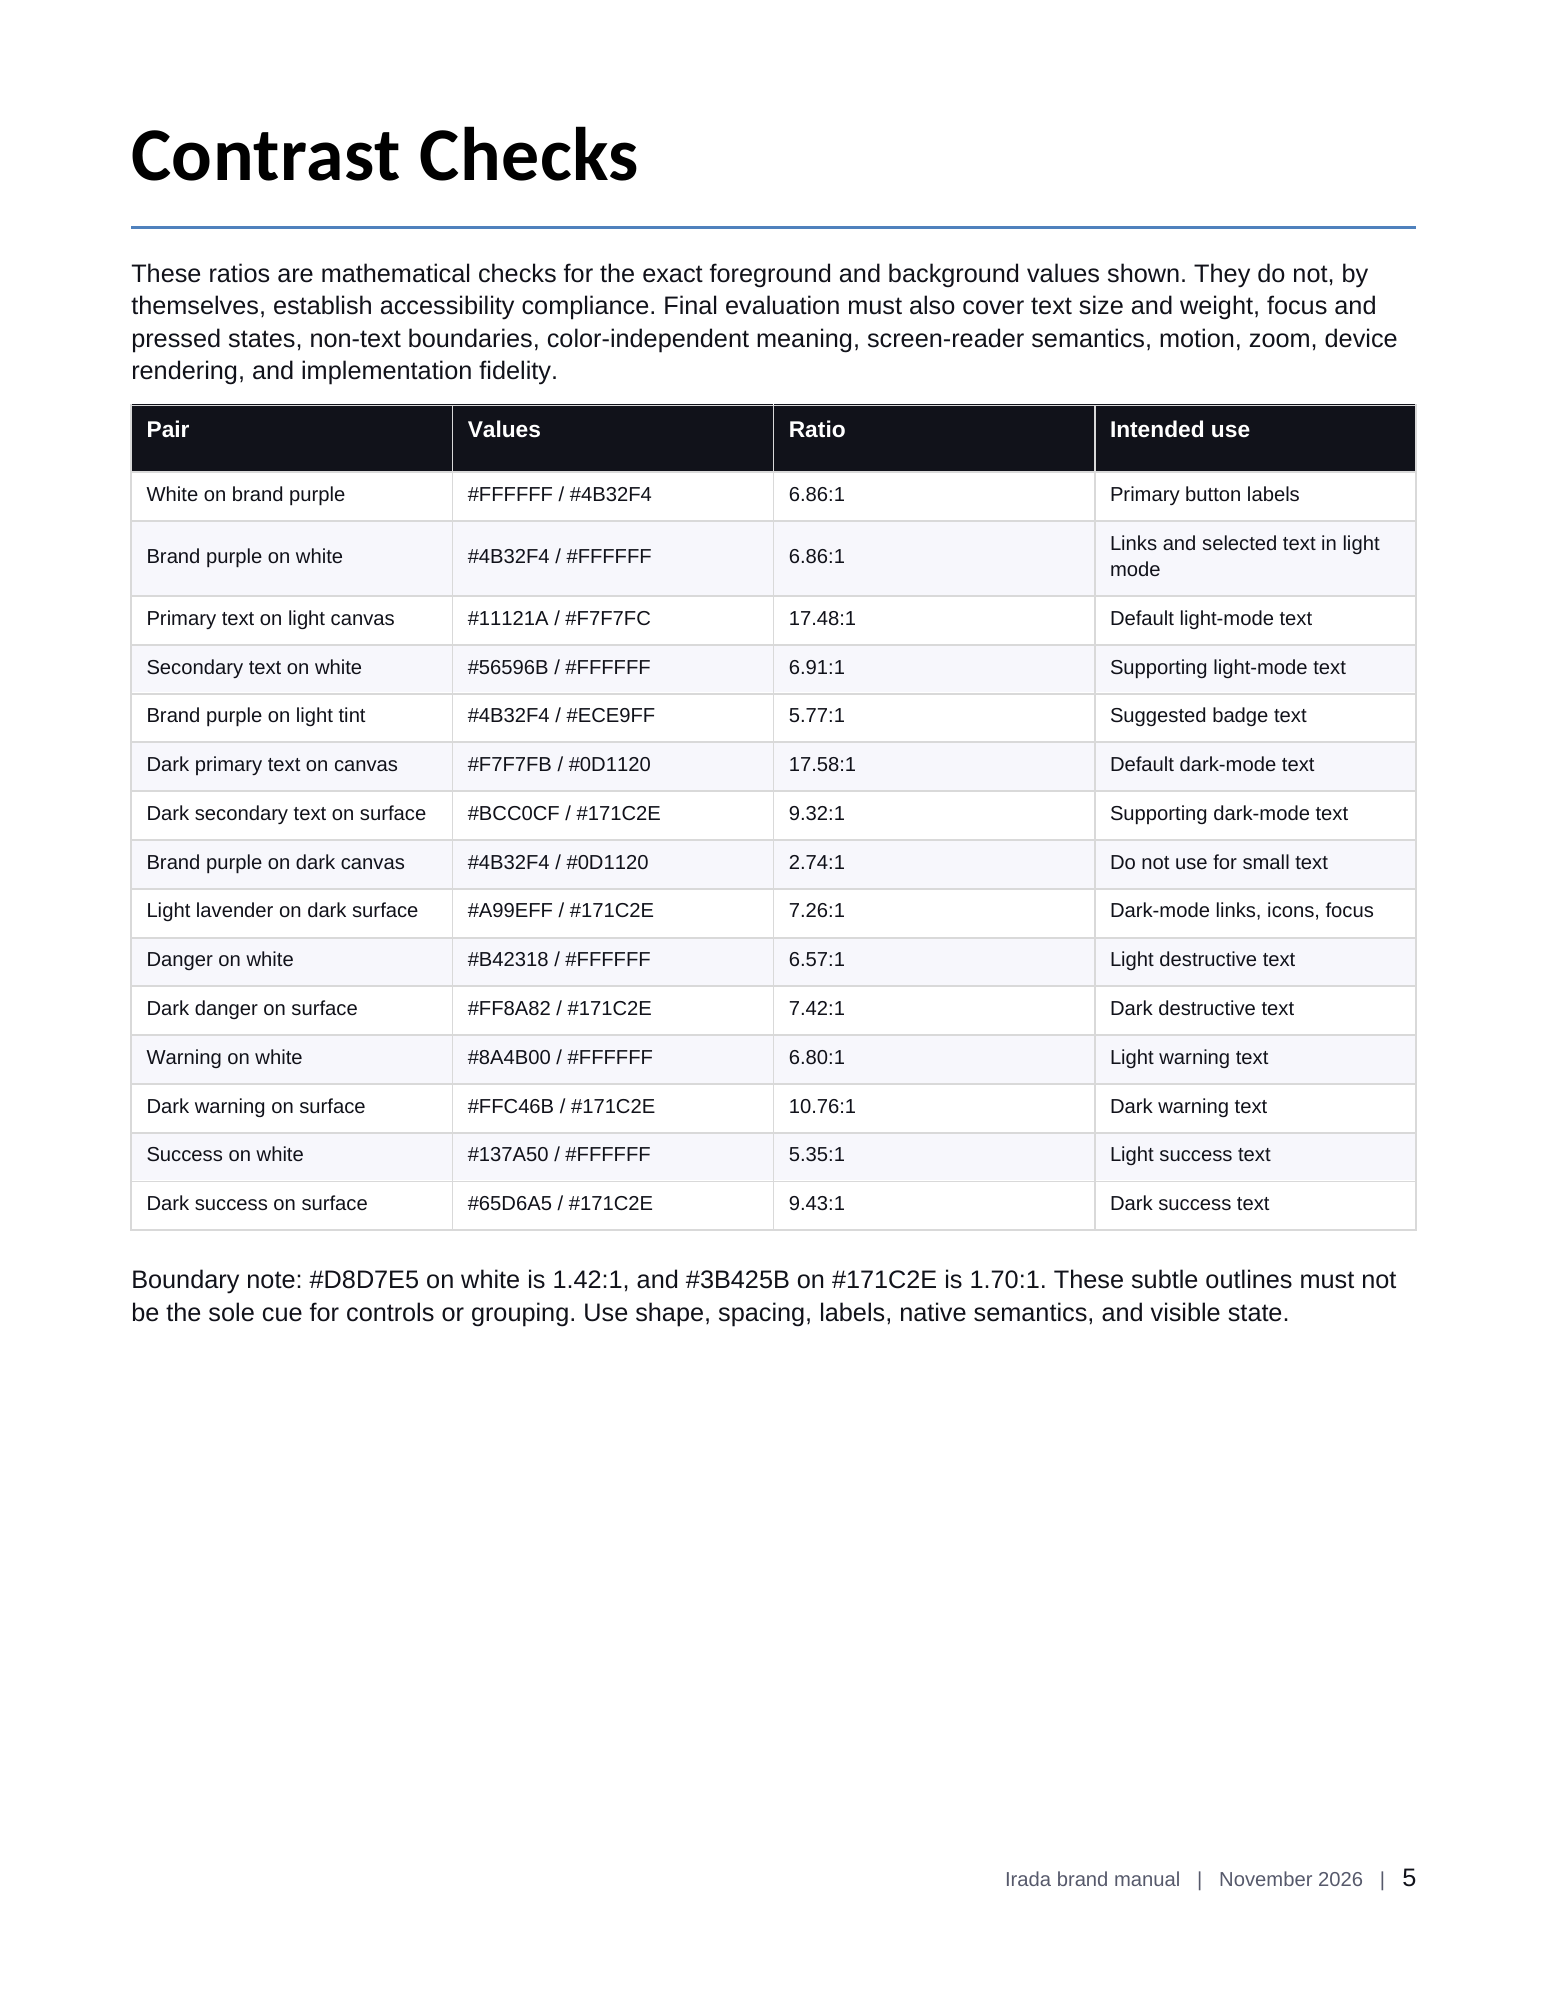 Contrast Checks
These ratios are mathematical checks for the exact foreground and background values shown. They do not, by
themselves, establish accessibility compliance. Final evaluation must also cover text size and weight, focus and
pressed states, non-text boundaries, color-independent meaning, screen-reader semantics, motion, zoom, device
rendering, and implementation fidelity.
Pair Values Ratio Intended use
White on brand purple #FFFFFF / #4B32F4 6.86:1 Primary button labels
Brand purple on white #4B32F4 / #FFFFFF 6.86:1 Links and selected text in light
mode
Primary text on light canvas #11121A / #F7F7FC 17.48:1 Default light-mode text
Secondary text on white #56596B / #FFFFFF 6.91:1 Supporting light-mode text
Brand purple on light tint #4B32F4 / #ECE9FF 5.77:1 Suggested badge text
Dark primary text on canvas #F7F7FB / #0D1120 17.58:1 Default dark-mode text
Dark secondary text on surface #BCC0CF / #171C2E 9.32:1 Supporting dark-mode text
Brand purple on dark canvas #4B32F4 / #0D1120 2.74:1 Do not use for small text
Light lavender on dark surface #A99EFF / #171C2E 7.26:1 Dark-mode links, icons, focus
Danger on white #B42318 / #FFFFFF 6.57:1 Light destructive text
Dark danger on surface #FF8A82 / #171C2E 7.42:1 Dark destructive text
Warning on white #8A4B00 / #FFFFFF 6.80:1 Light warning text
Dark warning on surface #FFC46B / #171C2E 10.76:1 Dark warning text
Success on white #137A50 / #FFFFFF 5.35:1 Light success text
Dark success on surface #65D6A5 / #171C2E 9.43:1 Dark success text
Boundary note: #D8D7E5 on white is 1.42:1, and #3B425B on #171C2E is 1.70:1. These subtle outlines must not
be the sole cue for controls or grouping. Use shape, spacing, labels, native semantics, and visible state.
Irada brand manual | November 2026 | 5